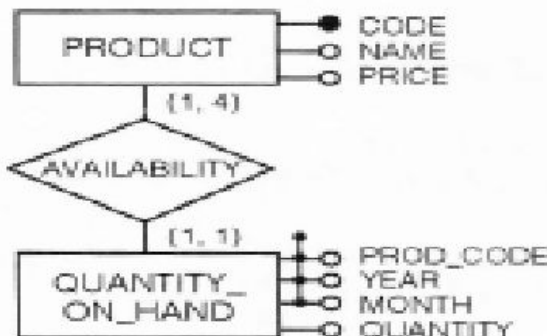 PRODUCT
CODE
NAME
PRICE
(1, 4)
AVAILABILITY
(1, 1)
QUANTITY_
ON_HAND
PROD_CODE
YEAR
MONTH
QUANTITY